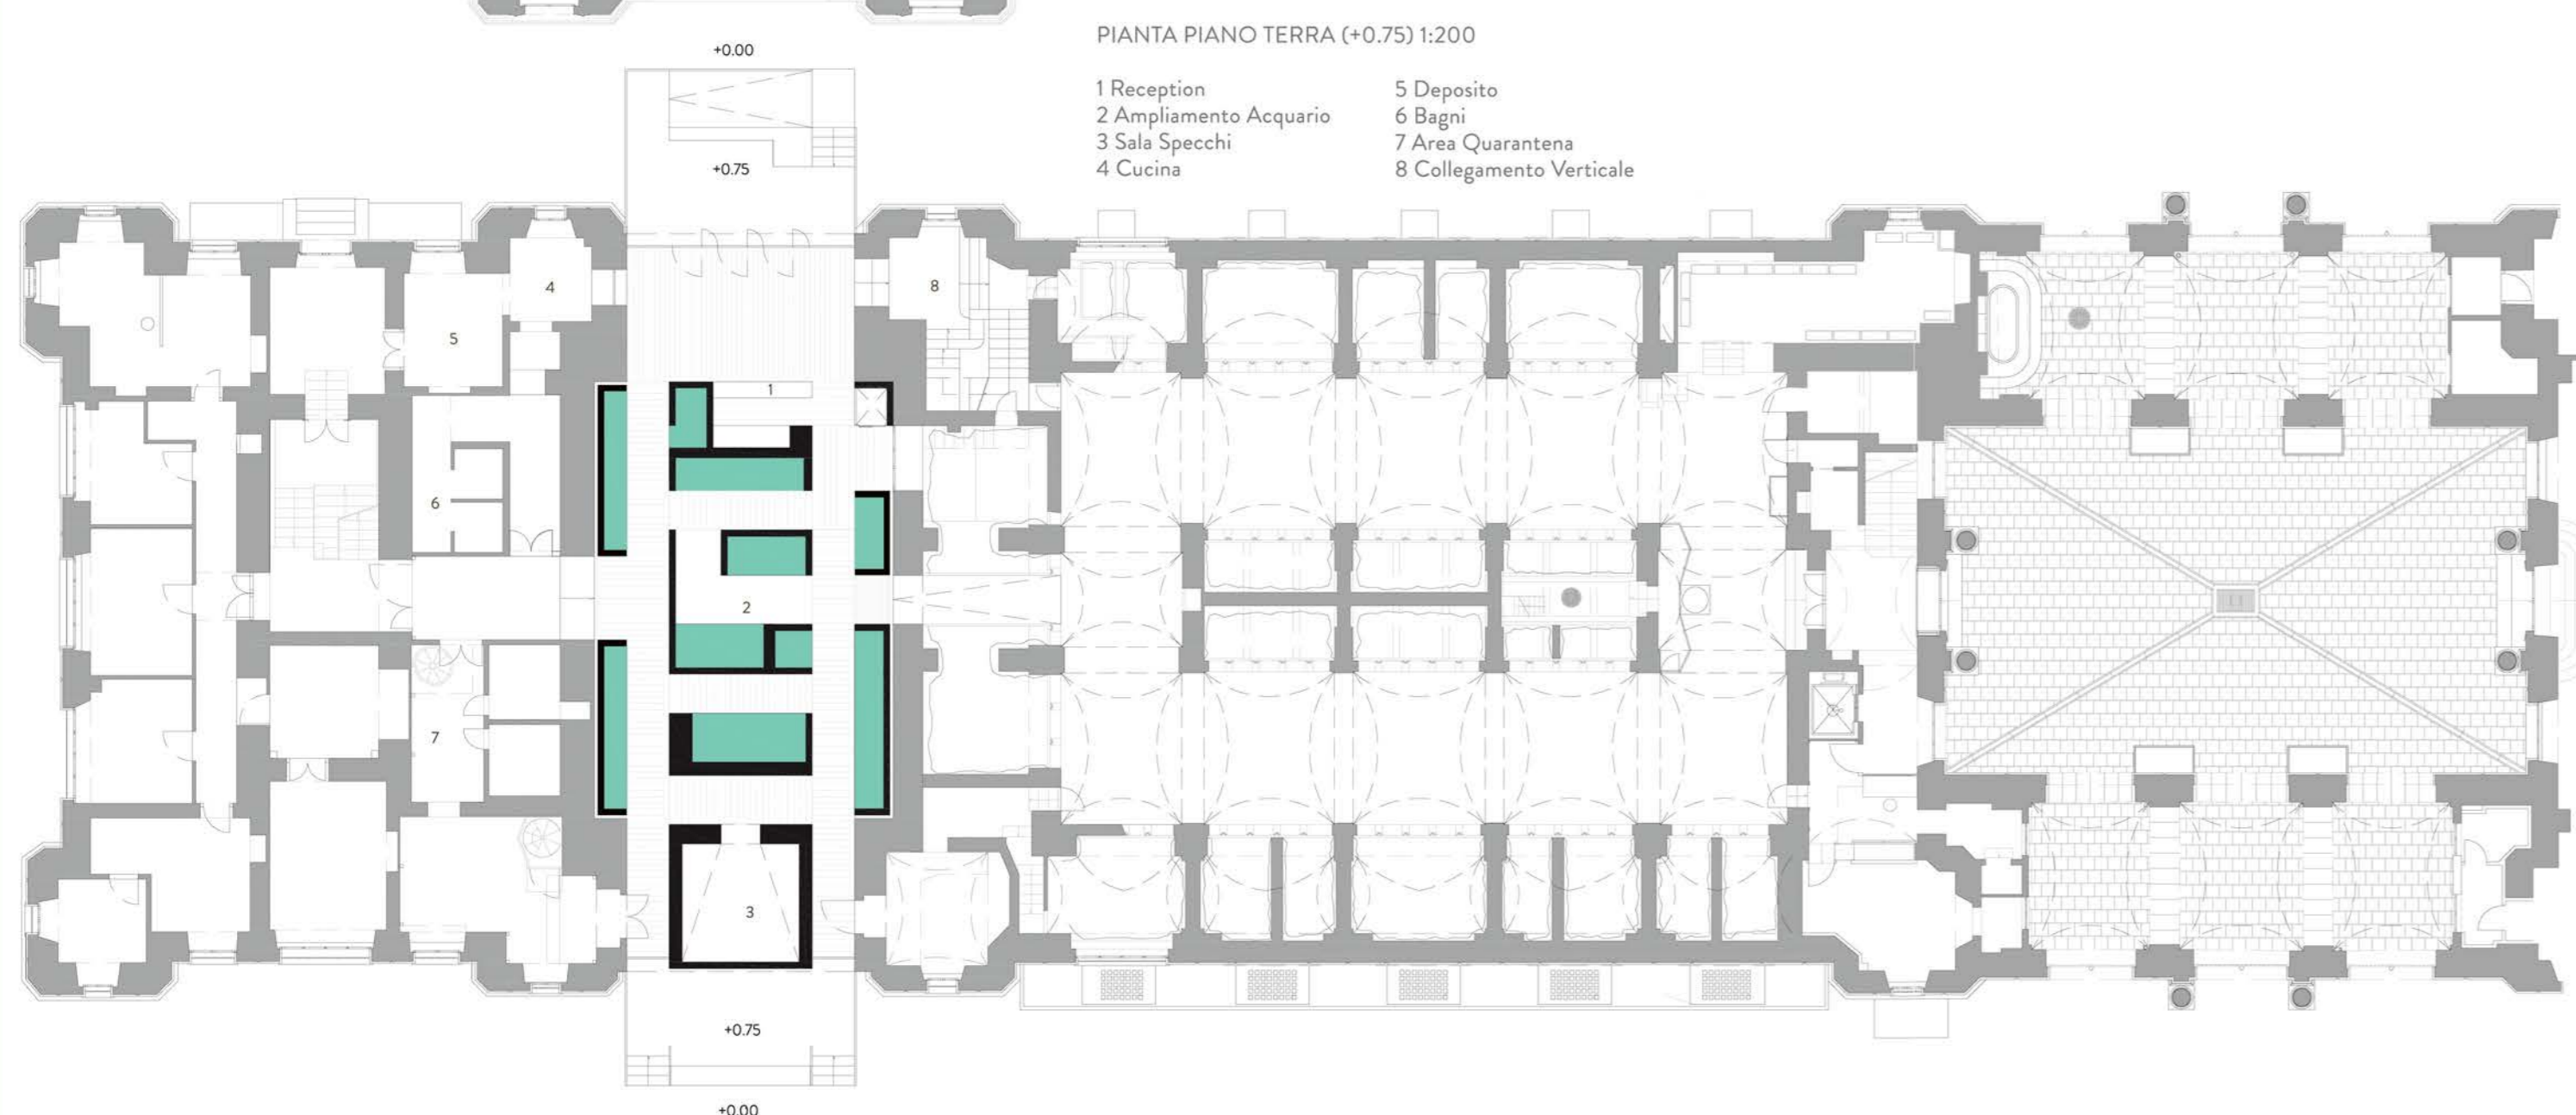 +0.00
PIANTA PIANO TERRA (+0.75) 1:200
1 Reception
2 Ampliamento Acquario
3 Sala Specchi
4 Cucina
5 Deposito
6 Bagni
7 Area Quarantena
8 Collegamento Verticale
+0.75
4
8
5
1
6
2
7
3
+0.75
+0.00